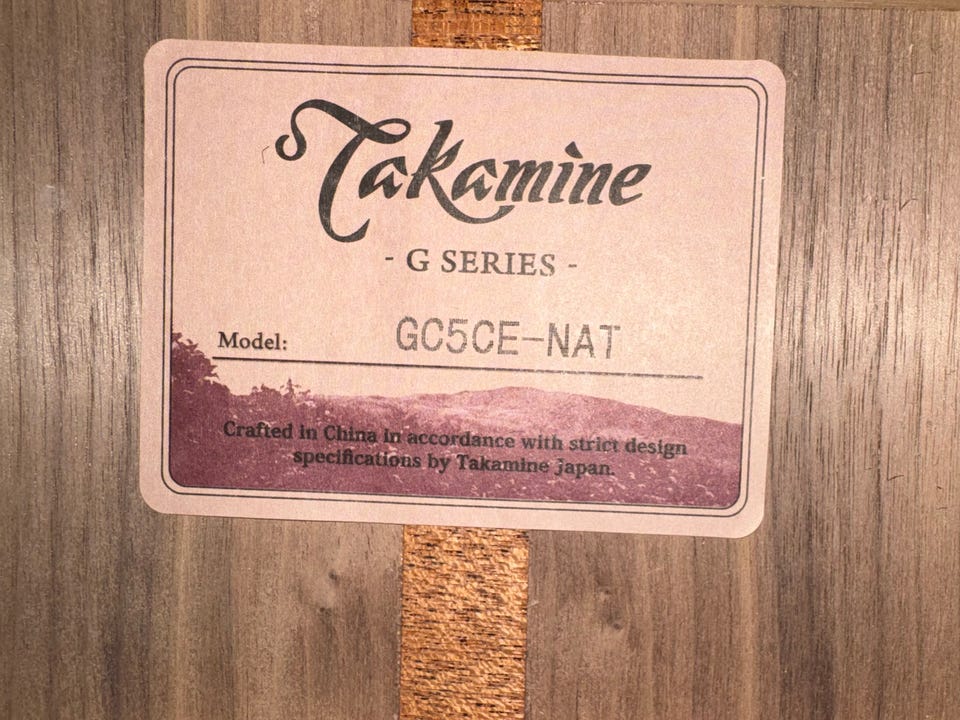 Takamine
- G SERIES -
Model: GC5CE-NAT
Crafted in China in accordance with strict design
specifications by Takamine Japan.